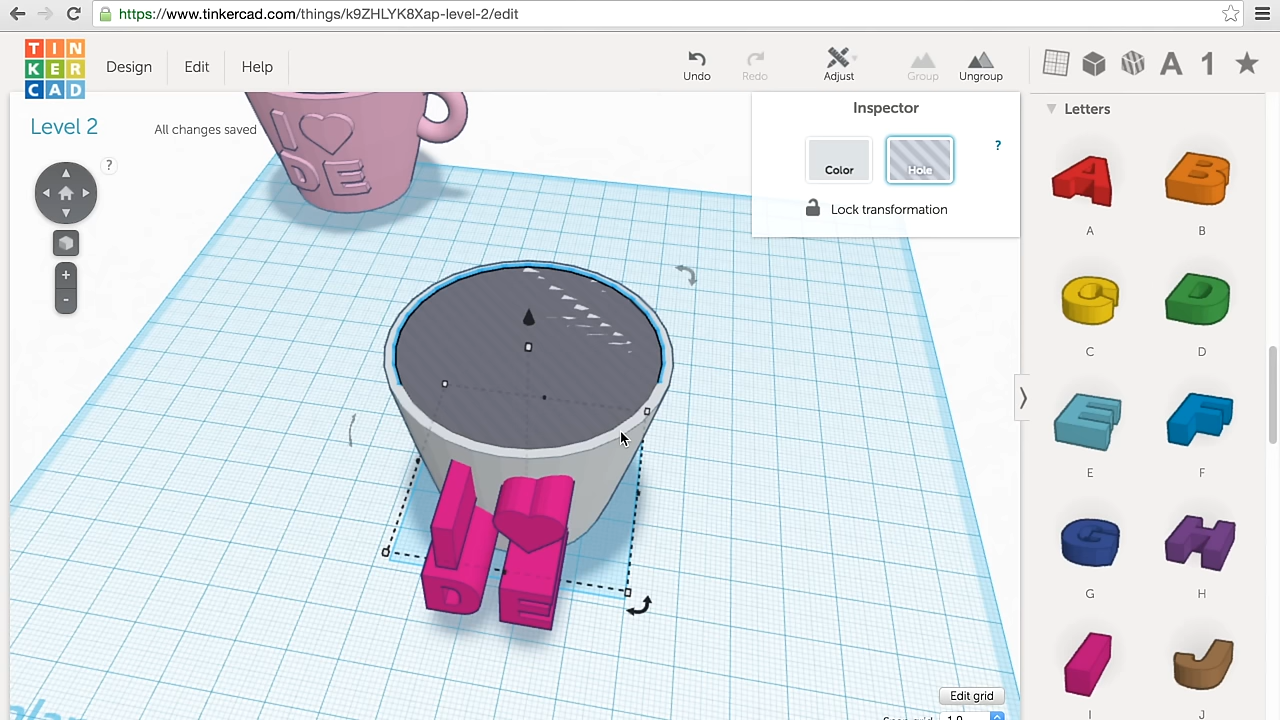 https://www.tinkercad.com/things/k9ZHLYK8Xap-level-2/edit
TIN
KER
CAD
Design
Edit
Help
Undo
Redo
Adjust
Group
Ungroup
A
1
Level 2
All changes saved
?
Inspector
Color
Hole
?
Lock transformation
Letters
A
B
C
D
E
F
G
H
I
J
I
DE
+
-
D
E
Edit grid